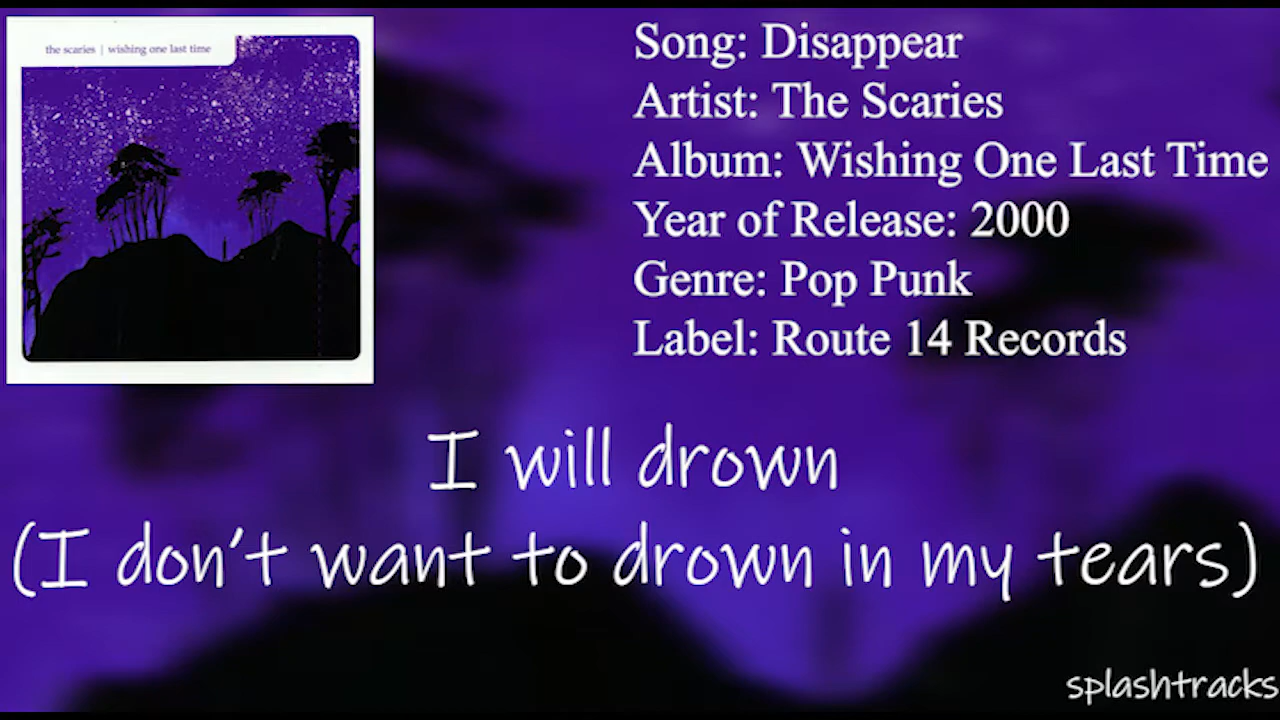 the scaries | wishing one last time
Song: Disappear
Artist: The Scaries
Album: Wishing One Last Time
Year of Release: 2000
Genre: Pop Punk
Label: Route 14 Records
I will drown
(I don't want to drown in my tears)
splashtracks